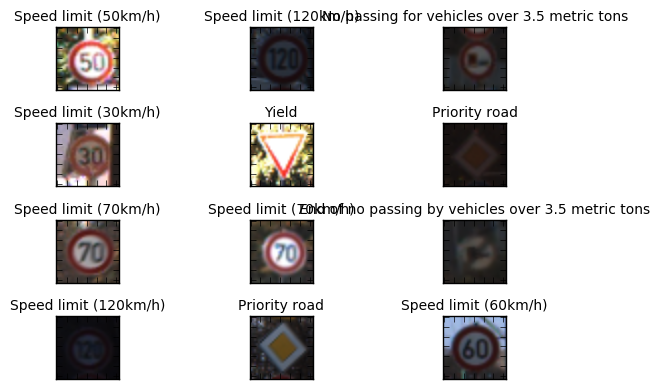 Speed limit (50km/h)
Speed limit (120km/h)
No passing for vehicles over 3.5 metric tons
50
120
Speed limit (30km/h)
Yield
Priority road
30
Speed limit (70km/h)
Speed limit (70km/h)
End of no passing by vehicles over 3.5 metric tons
70
70
Speed limit (120km/h)
Priority road
Speed limit (60km/h)
120
60